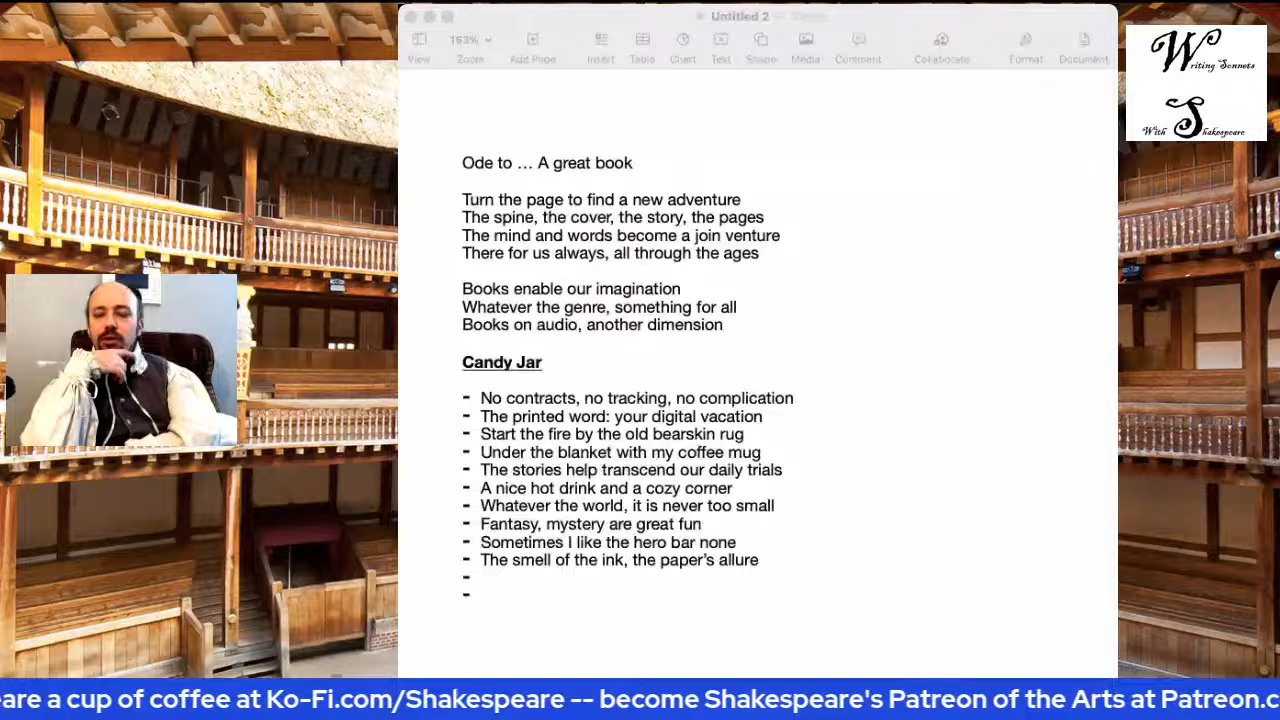 Untitled 2
163%
View
Zoom
Add Page
Insert
Table
Chart
Text
Shape
Media
Comment
Collaborate
Format
Document
Writing Sonnets
With Shakespeare
Ode to … A great book
Turn the page to find a new adventure
The spine, the cover, the story, the pages
The mind and words become a join venture
There for us always, all through the ages
Books enable our imagination
Whatever the genre, something for all
Books on audio, another dimension
Candy Jar
- No contracts, no tracking, no complication
- The printed word: your digital vacation
- Start the fire by the old bearskin rug
- Under the blanket with my coffee mug
- The stories help transcend our daily trials
- A nice hot drink and a cozy corner
- Whatever the world, it is never too small
- Fantasy, mystery are great fun
- Sometimes I like the hero bar none
- The smell of the ink, the paper's allure
-
-
eare a cup of coffee at Ko-Fi.com/Shakespeare -- become Shakespeare's Patreon of the Arts at Patreon.c